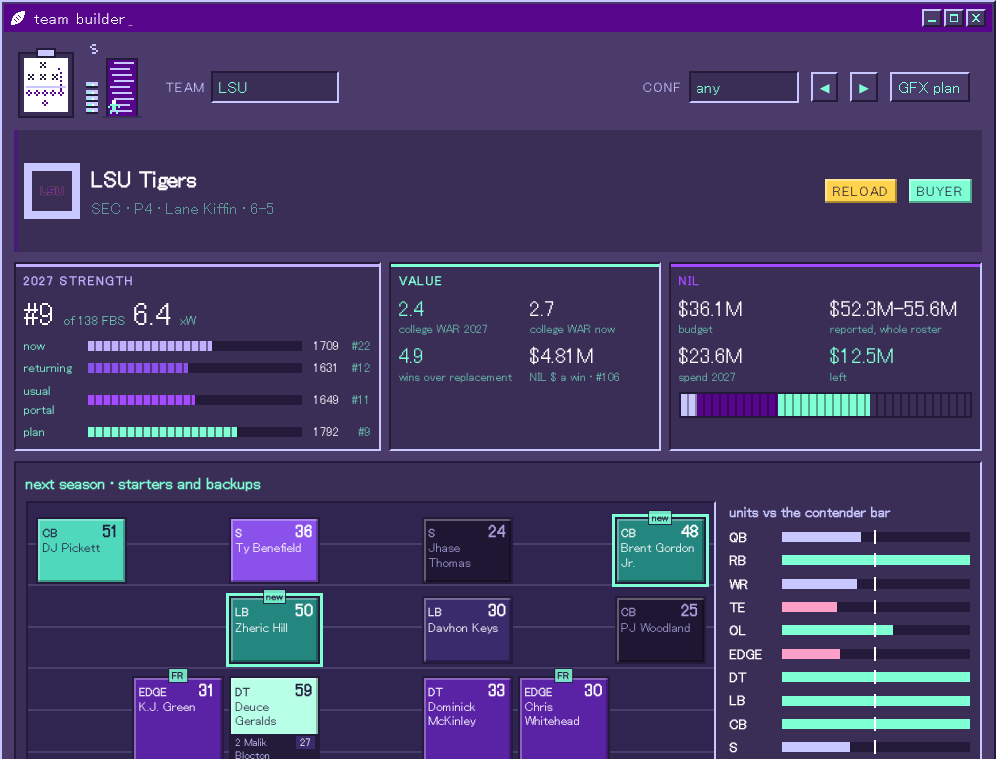 team builder_
S
TEAM LSU CONF any ◀ ▶ GFX plan
LSU
LSU Tigers
SEC • P4 • Lane Kiffin • 6-5
RELOAD BUYER
2027 STRENGTH
#9 of 138 FBS 6.4 xW
now 1709 #22
returning 1631 #12
usual portal 1649 #11
plan 1792 #9
VALUE
2.4 2.7
college WAR 2027 college WAR now
4.9 $4.81M
wins over replacement NIL $ a win • #106
NIL
$36.1M $52.3M-55.6M
budget reported, whole roster
$23.6M $12.5M
spend 2027 left
next season • starters and backups
CB 51
DJ Pickett
S 36
Ty Benefield
S 24
Jhase
Thomas
new
CB 48
Brent Gordon
Jr.
new
LB 50
Zheric Hill
LB 30
Davhon Keys
CB 25
PJ Woodland
FR
EDGE 31
K.J. Green
DT 59
Deuce
Geralds
2 Malik 27
Blocton
DT 33
Dominick
McKinley
FR
EDGE 30
Chris
Whitehead
units vs the contender bar
QB
RB
WR
TE
OL
EDGE
DT
LB
CB
S